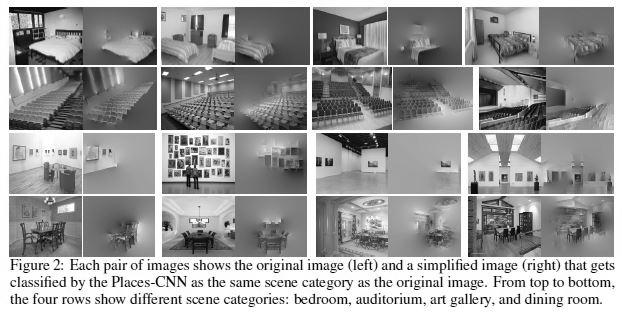 Figure 2: Each pair of images shows the original image (left) and a simplified image (right) that gets
classified by the Places-CNN as the same scene category as the original image. From top to bottom,
the four rows show different scene categories: bedroom, auditorium, art gallery, and dining room.